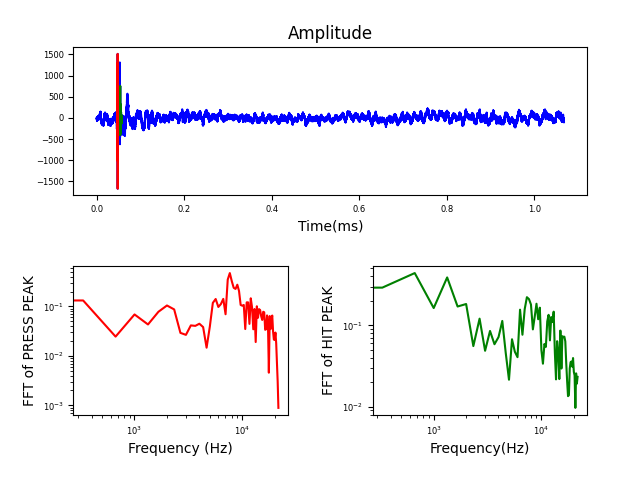 Amplitude
1500
1000
500
0
−500
−1000
−1500
0.0 0.2 0.4 0.6 0.8 1.0
Time(ms)
FFT of PRESS PEAK
10⁻¹
10⁻²
10⁻³
10³ 10⁴
Frequency (Hz)
FFT of HIT PEAK
10⁻¹
10⁻²
10³ 10⁴
Frequency(Hz)